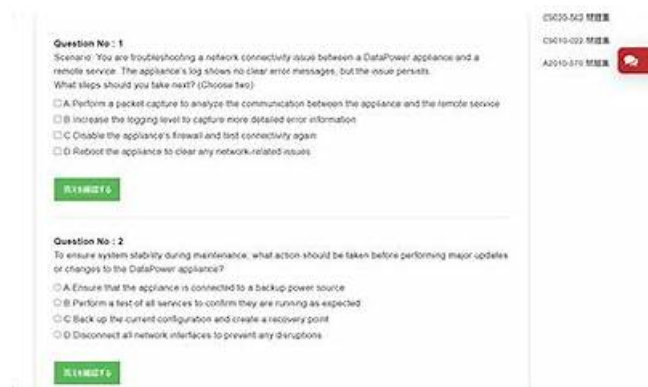 Question No : 1
Scenario: You are troubleshooting a network connectivity issue between a DataPower appliance and a
remote service. The appliance's log shows no clear error messages, but the issue persists.
What steps should you take next? (Choose two)
A.Perform a packet capture to analyze the communication between the appliance and the remote service
B.Increase the logging level to capture more detailed error information
C.Disable the appliance's firewall and test connectivity again
D.Reboot the appliance to clear any network-related issues
Question No : 2
To ensure system stability during maintenance, what action should be taken before performing major updates
or changes to the DataPower appliance?
A.Ensure that the appliance is connected to a backup power source
B.Perform a test of all services to confirm they are running as expected
C.Back up the current configuration and create a recovery point
D.Disconnect all network interfaces to prevent any disruptions
問題集
問題集
問題集